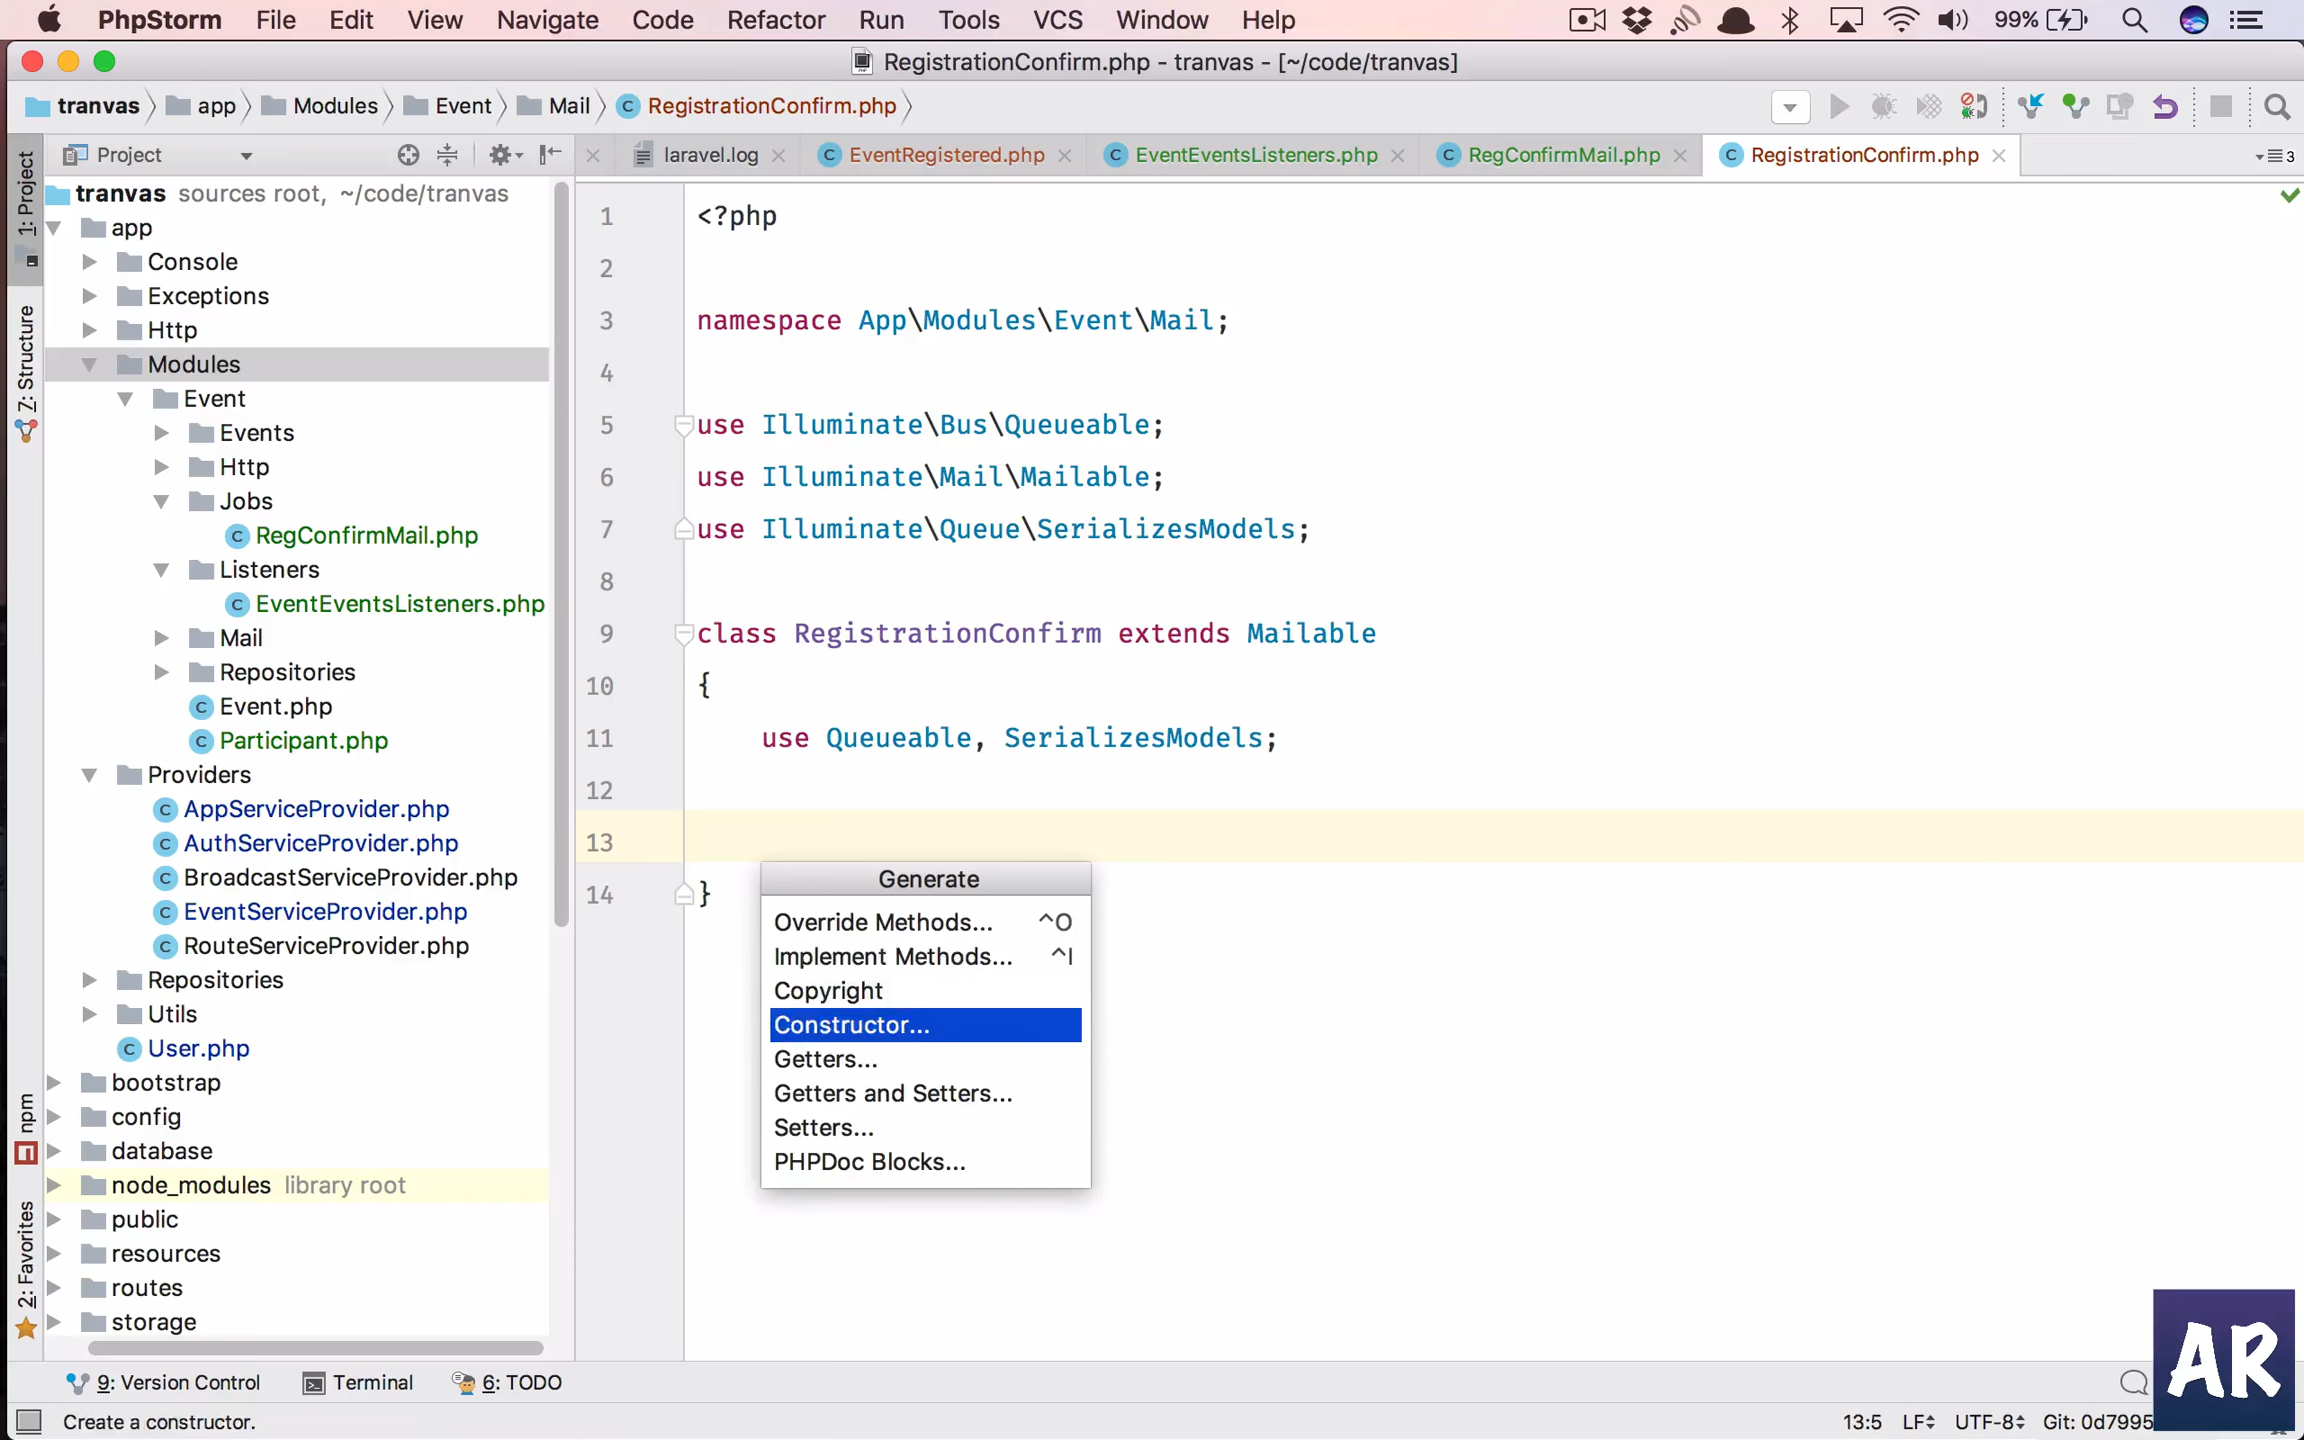 PhpStorm File Edit View Navigate Code Refactor Run Tools VCS Window Help 99%
RegistrationConfirm.php - tranvas - [~/code/tranvas]
tranvas app Modules Event Mail RegistrationConfirm.php
Project
laravel.log EventRegistered.php EventEventsListeners.php RegConfirmMail.php RegistrationConfirm.php 3
1: Project
7: Structure
npm
2: Favorites
tranvas sources root, ~/code/tranvas
app
Console
Exceptions
Http
Modules
Event
Events
Http
Jobs
RegConfirmMail.php
Listeners
EventEventsListeners.php
Mail
Repositories
Event.php
Participant.php
Providers
AppServiceProvider.php
AuthServiceProvider.php
BroadcastServiceProvider.php
EventServiceProvider.php
RouteServiceProvider.php
Repositories
Utils
User.php
bootstrap
config
database
node_modules library root
public
resources
routes
storage
1 <?php
2
3 namespace App\Modules\Event\Mail;
4
5 use Illuminate\Bus\Queueable;
6 use Illuminate\Mail\Mailable;
7 use Illuminate\Queue\SerializesModels;
8
9 class RegistrationConfirm extends Mailable
10 {
11 use Queueable, SerializesModels;
12
13
14 }
Generate
Override Methods... ^O
Implement Methods... ^I
Copyright
Constructor...
Getters...
Getters and Setters...
Setters...
PHPDoc Blocks...
9: Version Control Terminal 6: TODO
Create a constructor. 13:5 LF UTF-8 Git: 0d7995
AR